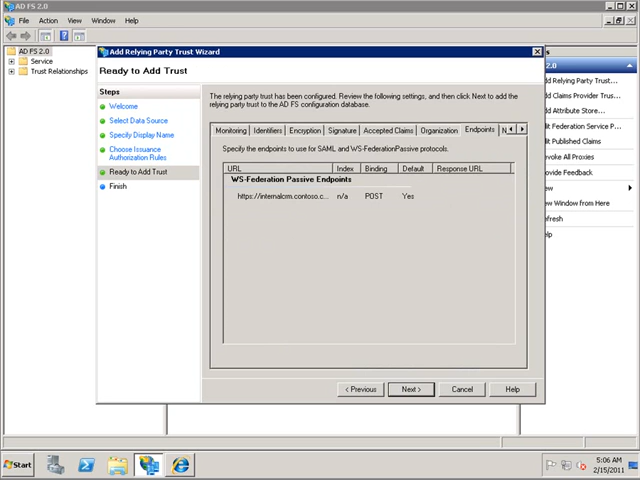 AD FS 2.0
File Action View Window Help
AD FS 2.0
Service
Trust Relationships
Add Relying Party Trust Wizard
Ready to Add Trust
Steps
Welcome
Select Data Source
Specify Display Name
Choose Issuance
Authorization Rules
Ready to Add Trust
Finish
The relying party trust has been configured. Review the following settings, and then click Next to add the
relying party trust to the AD FS configuration database.
Monitoring Identifiers Encryption Signature Accepted Claims Organization Endpoints N
Specify the endpoints to use for SAML and WS-FederationPassive protocols.
URL Index Binding Default Response URL
WS-Federation Passive Endpoints
https://internalcrm.contoso.c... n/a POST Yes
< Previous Next > Cancel Help
s
2.0
dd Relying Party Trust...
dd Claims Provider Trus...
dd Attribute Store...
dit Federation Service P...
dit Published Claims
evoke All Proxies
ovide Feedback
ew
ew Window from Here
efresh
elp
Start
5:06 AM
2/15/2011